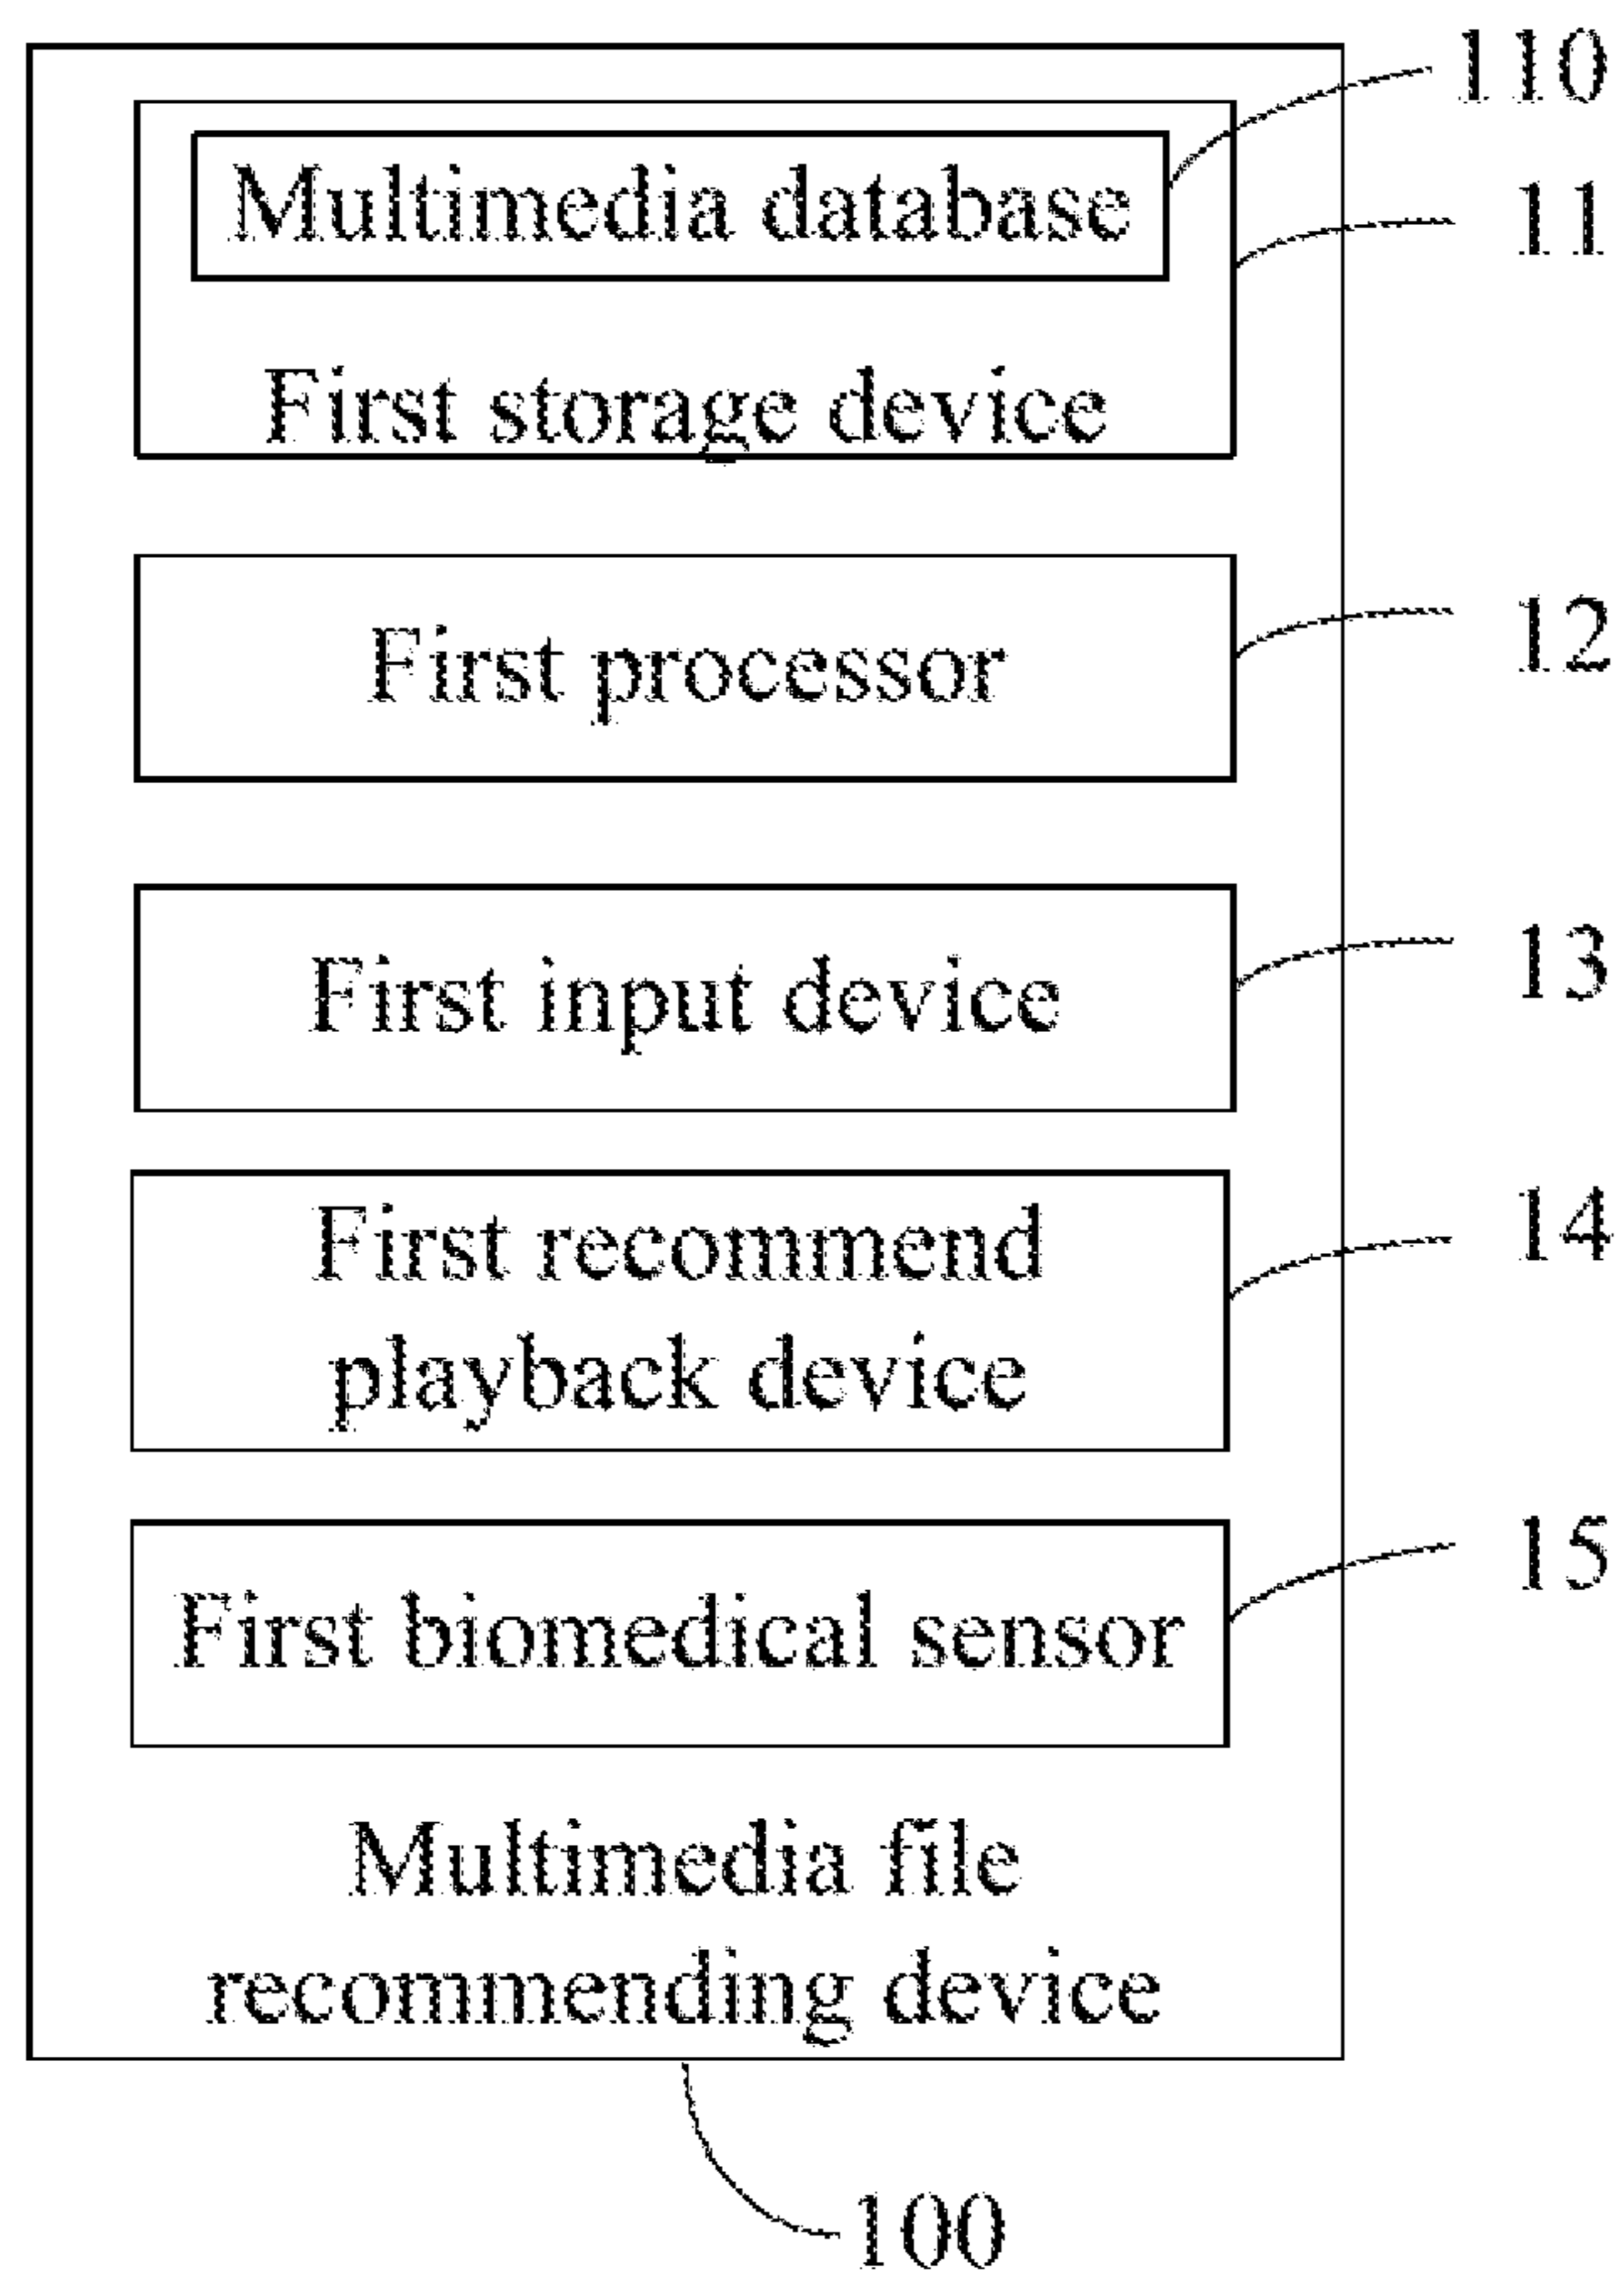 110
Multimedia database
11
First storage device
12
First processor
13
First input device
14
First recommend
playback device
15
First biomedical sensor
Multimedia file
recommending device
100